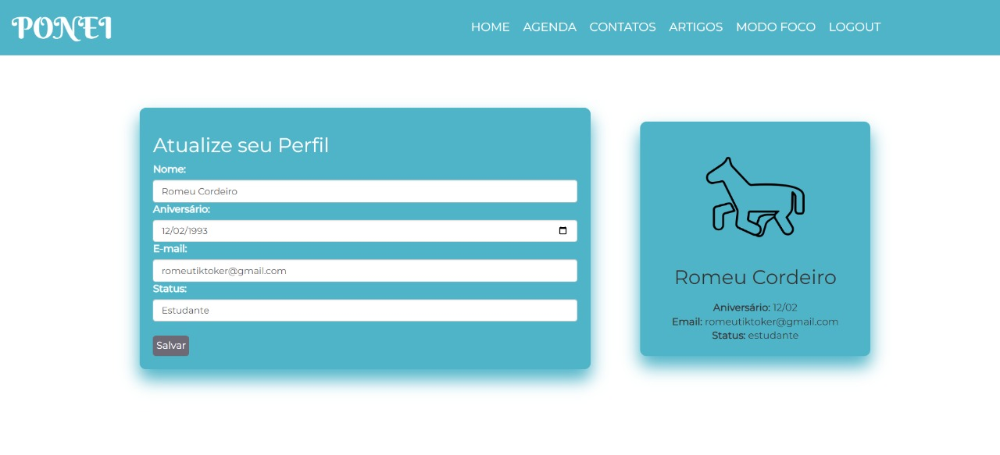 PONEI
HOME AGENDA CONTATOS ARTIGOS MODO FOCO LOGOUT
Atualize seu Perfil
Nome:
Romeu Cordeiro
Aniversário:
12/02/1993
E-mail:
romeutiktoker@gmail.com
Status:
Estudante
Salvar
Romeu Cordeiro
Aniversário: 12/02
Email: romeutiktoker@gmail.com
Status: estudante